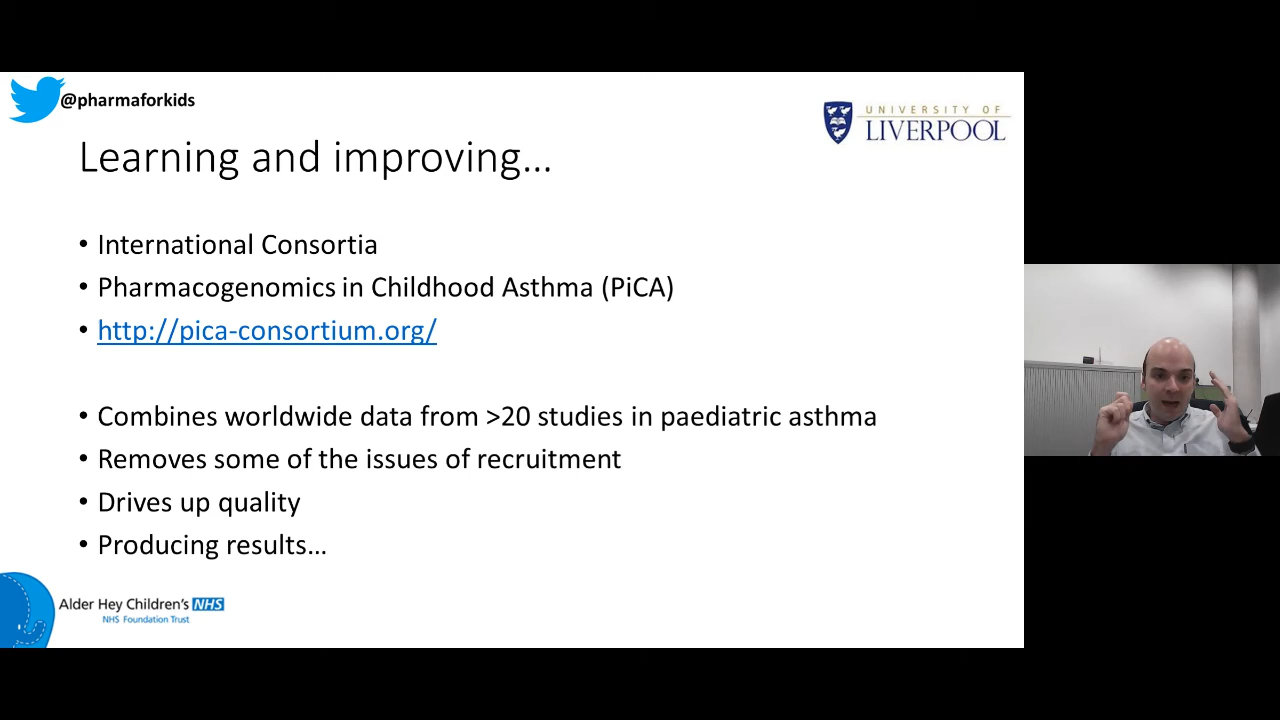 @pharmaforkids
UNIVERSITY OF
LIVERPOOL
Learning and improving...
• International Consortia
• Pharmacogenomics in Childhood Asthma (PiCA)
• http://pica-consortium.org/
• Combines worldwide data from >20 studies in paediatric asthma
• Removes some of the issues of recruitment
• Drives up quality
• Producing results...
Alder Hey Children's NHS
NHS Foundation Trust